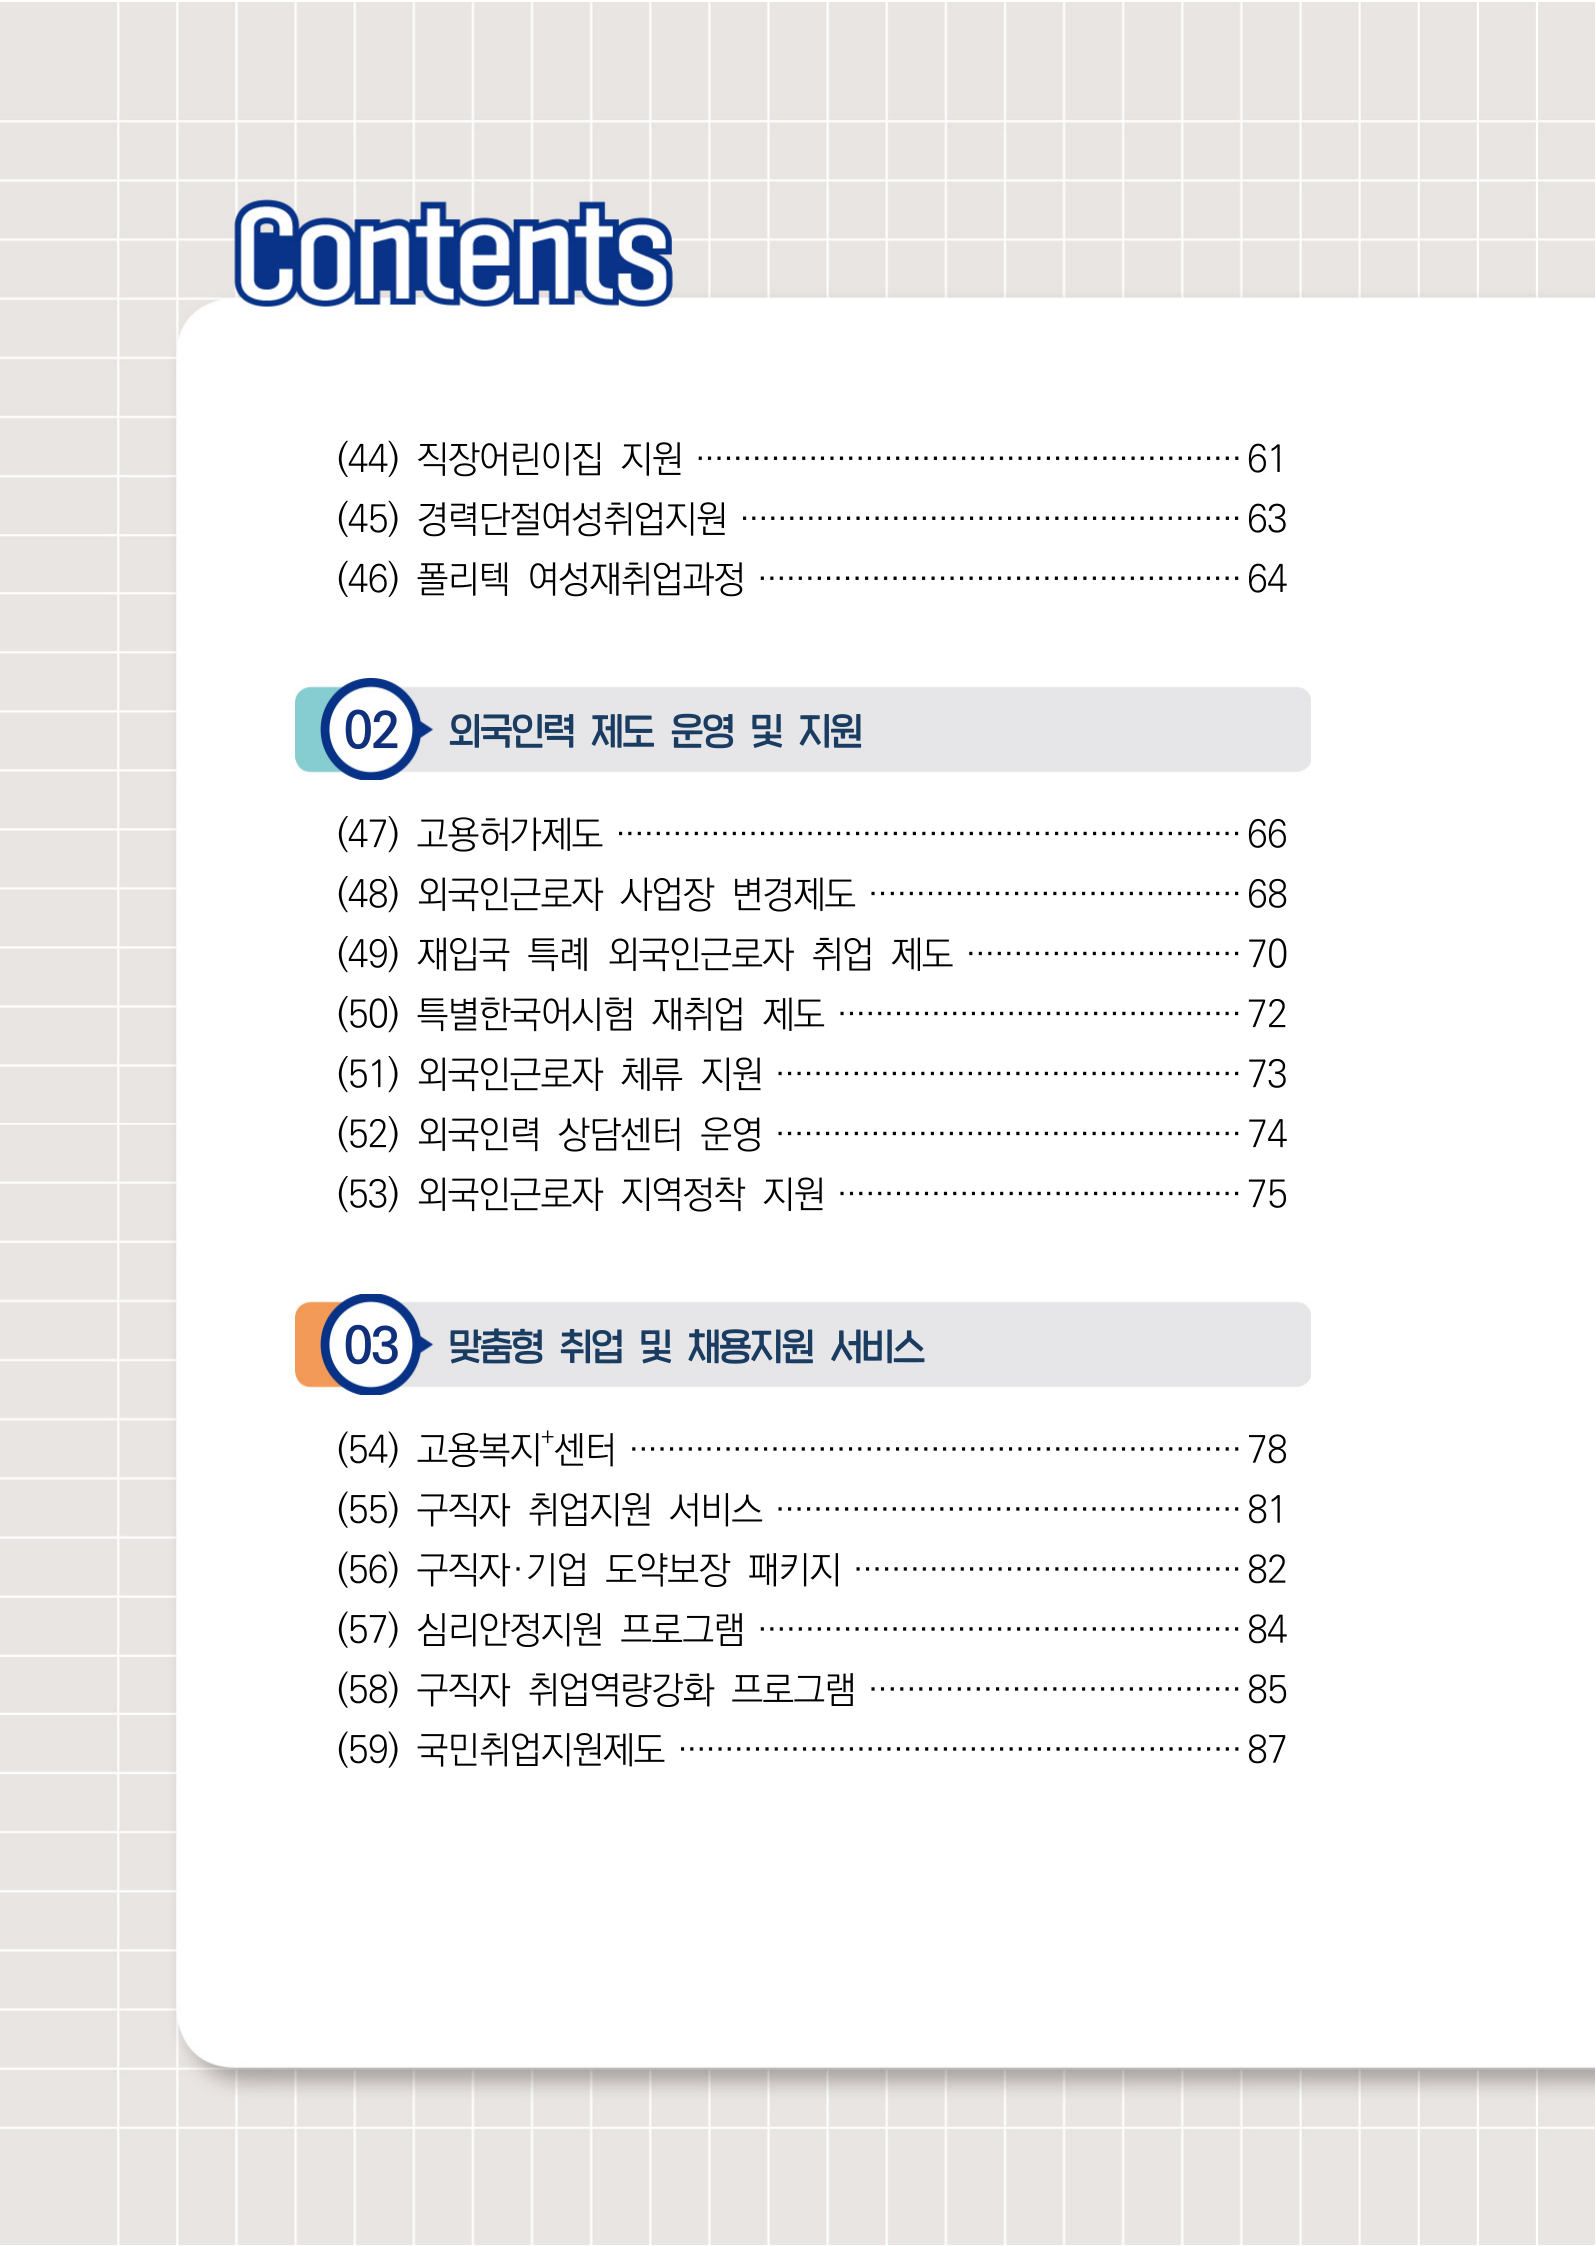 Contents
(44) 직장어린이집 지원 ········ 61
(45) 경력단절여성취업지원 ········ 63
(46) 폴리텍 여성재취업과정 ········ 64
02 외국인력 제도 운영 및 지원
(47) 고용허가제도 ········ 66
(48) 외국인근로자 사업장 변경제도 ········ 68
(49) 재입국 특례 외국인근로자 취업 제도 ········ 70
(50) 특별한국어시험 재취업 제도 ········ 72
(51) 외국인근로자 체류 지원 ········ 73
(52) 외국인력 상담센터 운영 ········ 74
(53) 외국인근로자 지역정착 지원 ········ 75
03 맞춤형 취업 및 채용지원 서비스
(54) 고용복지⁺센터 ········ 78
(55) 구직자 취업지원 서비스 ········ 81
(56) 구직자·기업 도약보장 패키지 ········ 82
(57) 심리안정지원 프로그램 ········ 84
(58) 구직자 취업역량강화 프로그램 ········ 85
(59) 국민취업지원제도 ········ 87